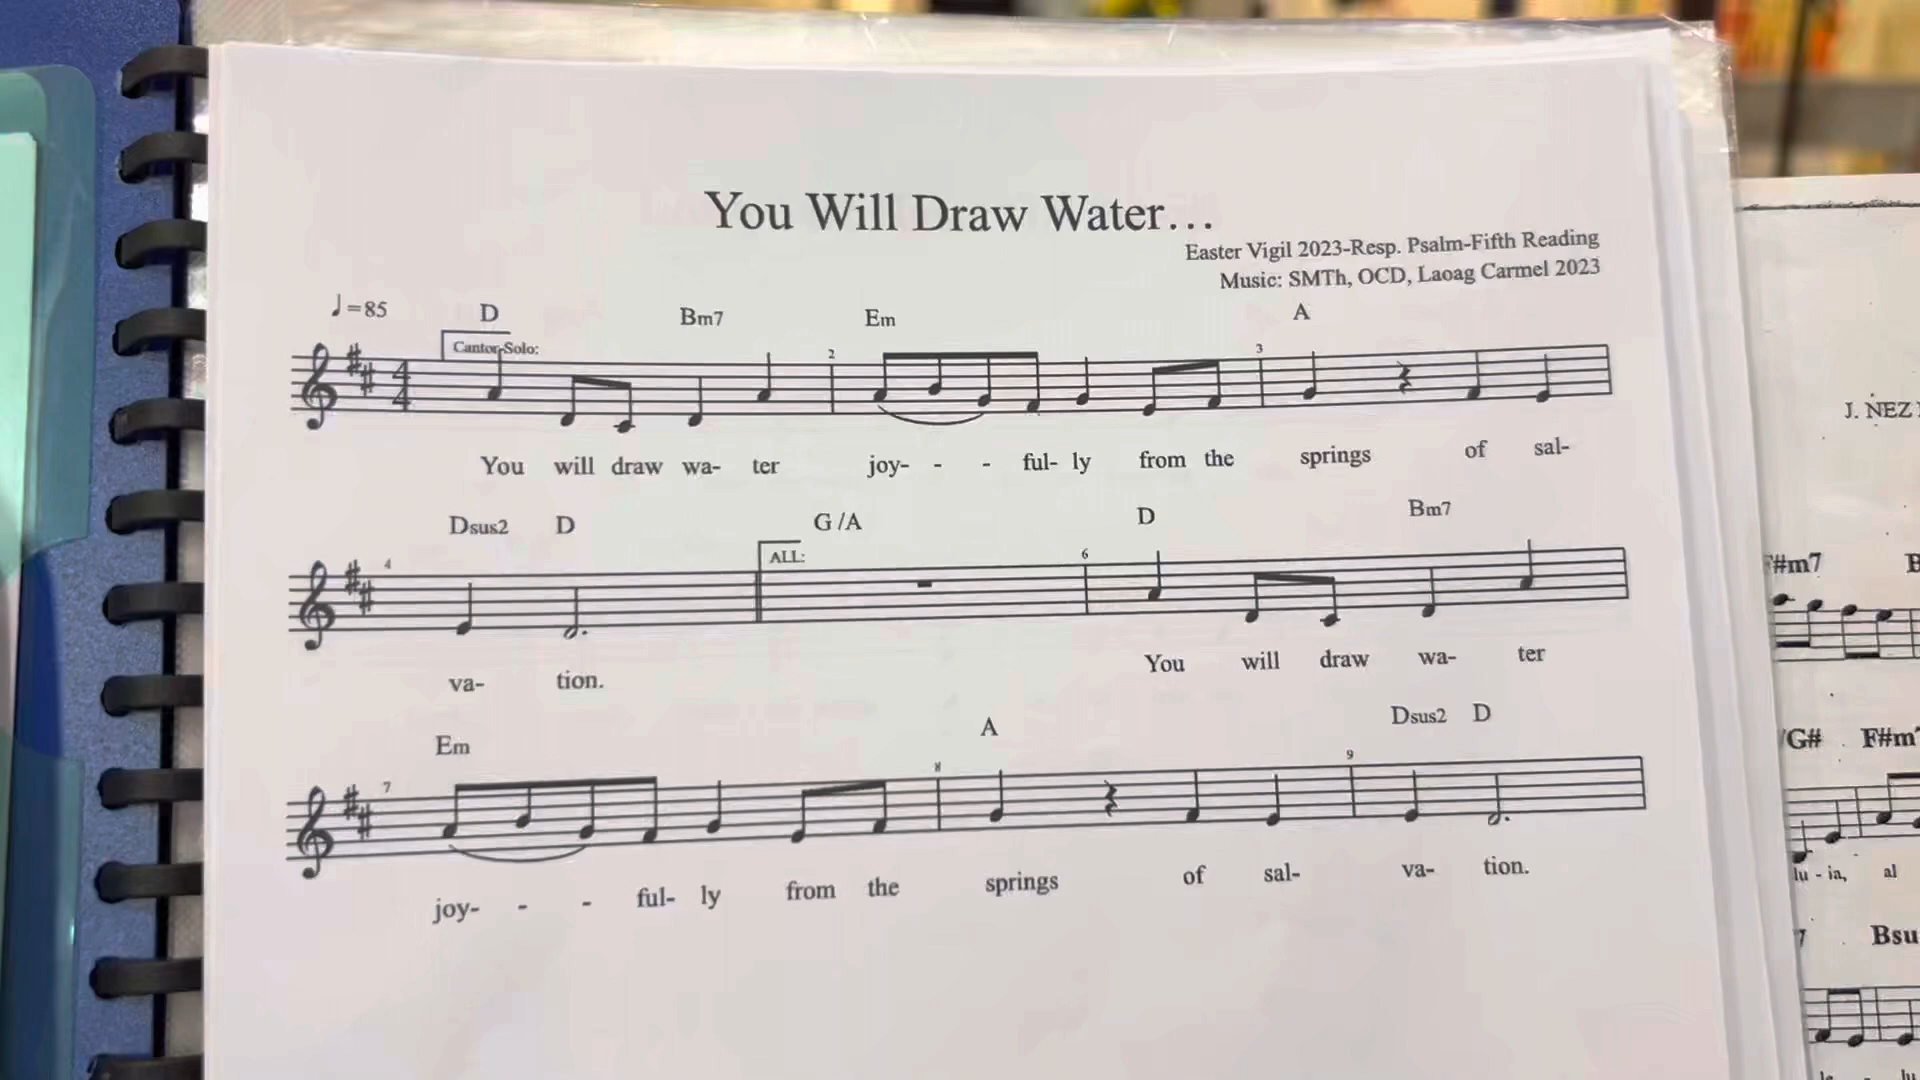 You Will Draw Water...
Easter Vigil 2023-Resp. Psalm-Fifth Reading
Music: SMTh, OCD, Laoag Carmel 2023
♩=85 D Bm7 Em A
Cantor-Solo:
4/4 2 3
You will draw wa- ter joy- - - ful- ly from the springs of sal-
Dsus2 D G /A D Bm7
4 ALL: 6
va- tion. You will draw wa- ter
Em A Dsus2 D
7 8 9
joy- - - ful- ly from the springs of sal- va- tion.
F#m7
/G# F#m
lu - ia, al
7 Bsu